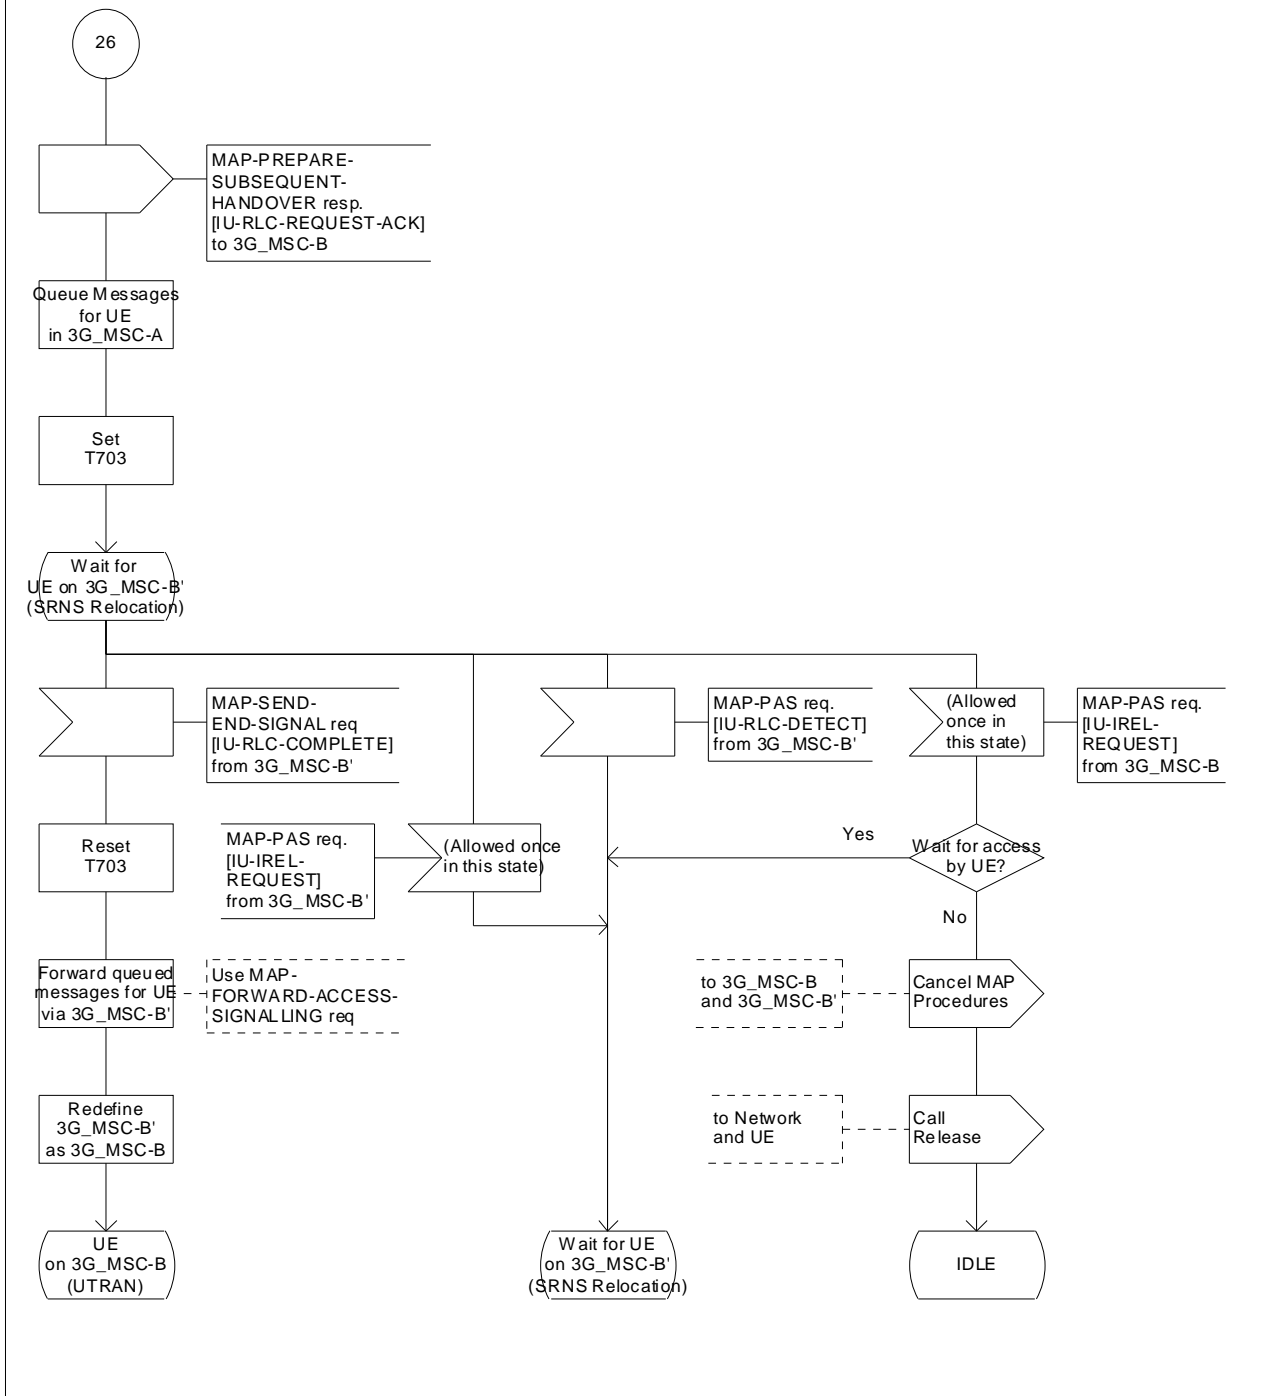 26
MAP-PREPARE-
SUBSEQUENT-
HANDOVER resp.
[IU-RLC-REQUEST-ACK]
to 3G_MSC-B
Queue Messages
for UE
in 3G_MSC-A
Set
T703
Wait for
UE on 3G_MSC-B'
(SRNS Relocation)
MAP-SEND-
END-SIGNAL req
[IU-RLC-COMPLETE]
from 3G_MSC-B'
MAP-PAS req.
[IU-RLC-DETECT]
from 3G_MSC-B'
(Allowed
once in
this state)
MAP-PAS req.
[IU-IREL-
REQUEST]
from 3G_MSC-B
Reset
T703
MAP-PAS req.
[IU-IREL-
REQUEST]
from 3G_MSC-B'
(Allowed once
in this state)
Yes
Wait for access
by UE?
No
Forward queued
messages for UE
via 3G_MSC-B'
Use MAP-
FORWARD-ACCESS-
SIGNALLING req
to 3G_MSC-B
and 3G_MSC-B'
Cancel MAP
Procedures
Redefine
3G_MSC-B'
as 3G_MSC-B
to Network
and UE
Call
Release
UE
on 3G_MSC-B
(UTRAN)
Wait for UE
on 3G_MSC-B'
(SRNS Relocation)
IDLE